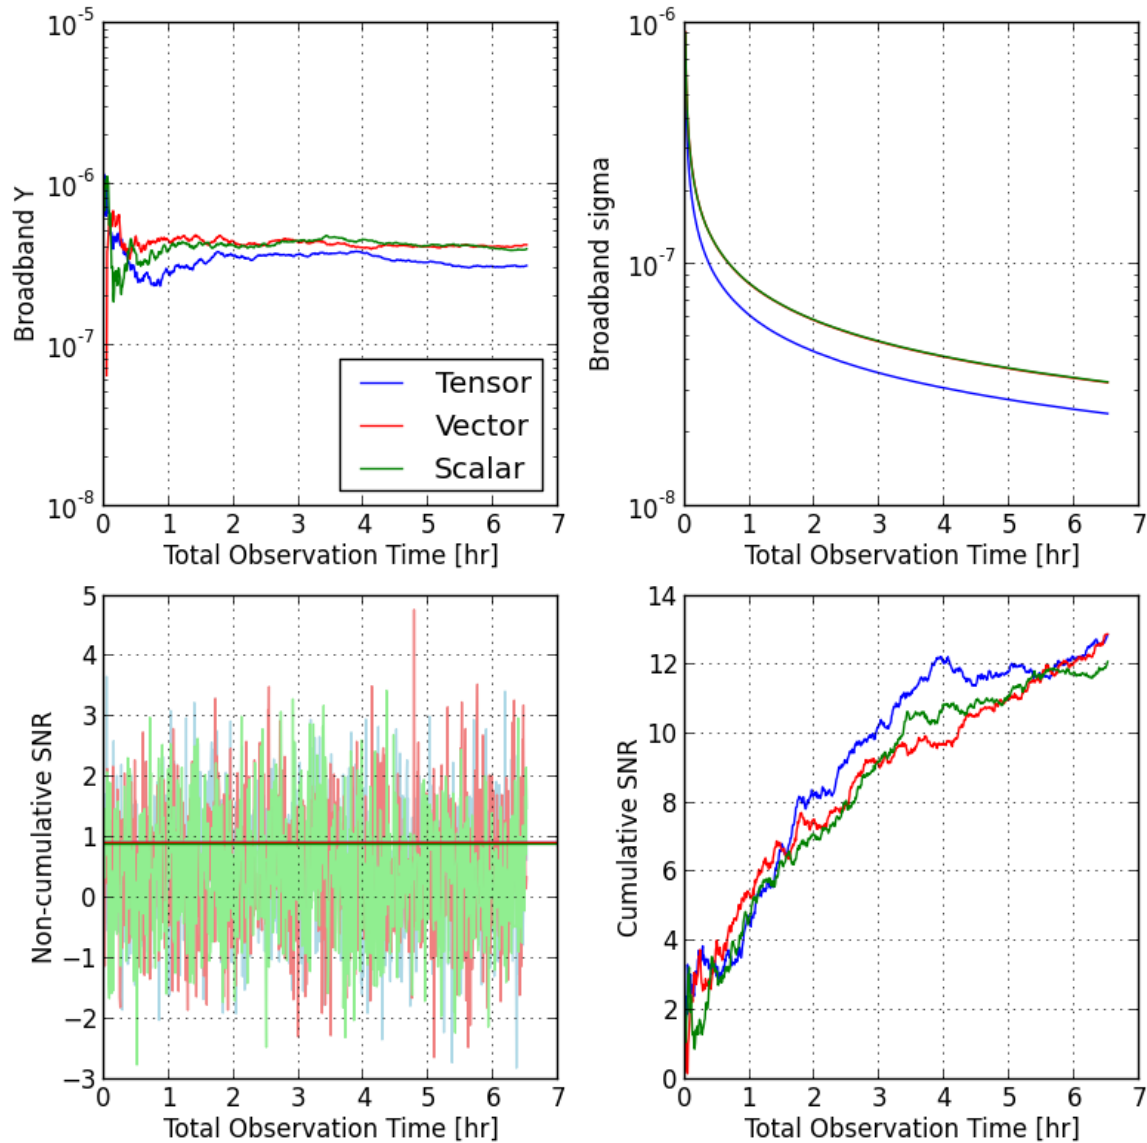 10^-5
10^-6
10^-7
10^-8
Broadband Y
Tensor
Vector
Scalar
0 1 2 3 4 5 6 7
Total Observation Time [hr]
10^-6
10^-7
10^-8
Broadband sigma
0 1 2 3 4 5 6 7
Total Observation Time [hr]
5
4
3
2
1
0
−1
−2
−3
Non-cumulative SNR
0 1 2 3 4 5 6 7
Total Observation Time [hr]
14
12
10
8
6
4
2
0
Cumulative SNR
0 1 2 3 4 5 6 7
Total Observation Time [hr]